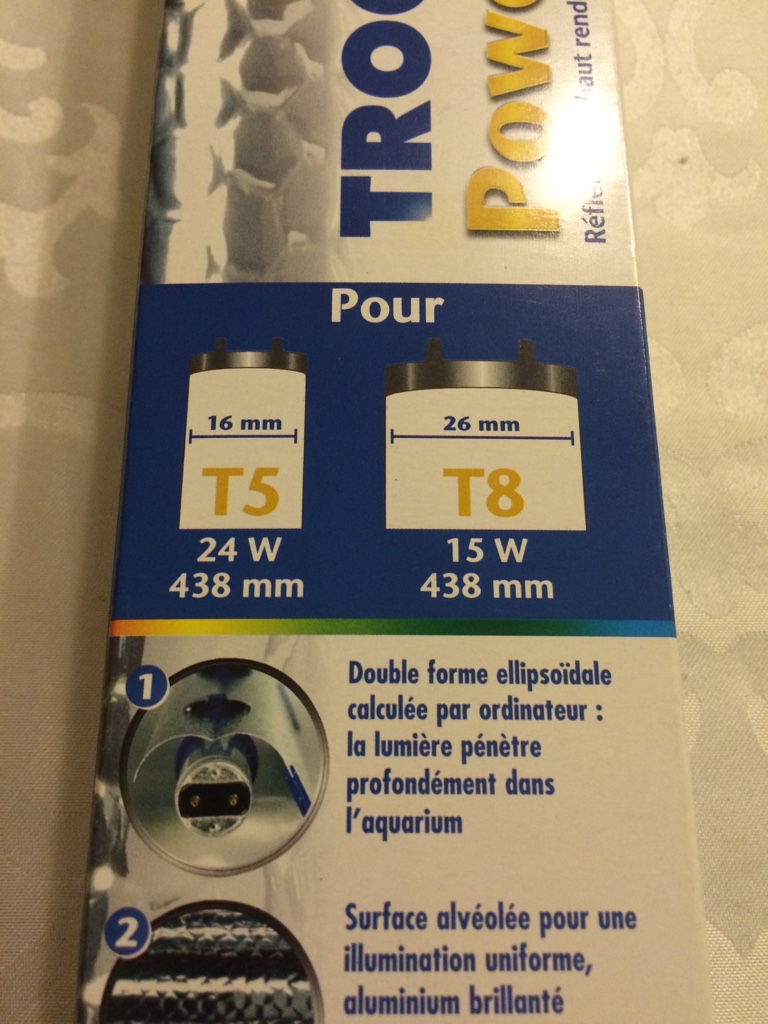 TROC
Powe
Réfle haut rend
Pour
16 mm
26 mm
T5
T8
24 W
15 W
438 mm
438 mm
1
Double forme ellipsoïdale
calculée par ordinateur :
la lumière pénètre
profondément dans
l'aquarium
2
Surface alvéolée pour une
illumination uniforme,
aluminium brillanté